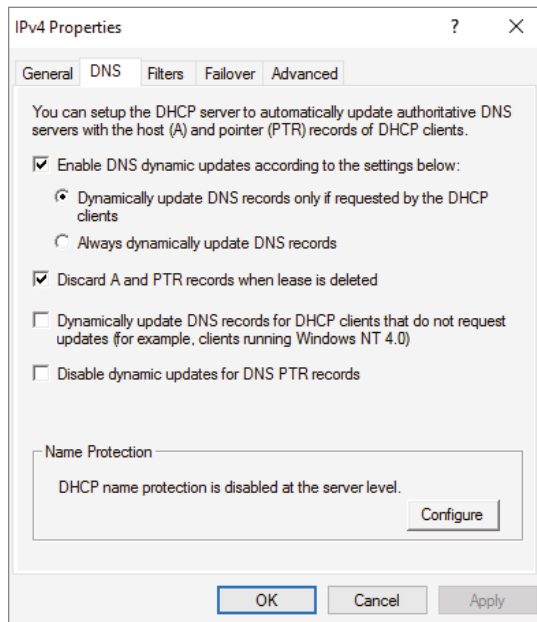 IPv4 Properties ? ×
General DNS Filters Failover Advanced
You can setup the DHCP server to automatically update authoritative DNS
servers with the host (A) and pointer (PTR) records of DHCP clients.
Enable DNS dynamic updates according to the settings below:
Dynamically update DNS records only if requested by the DHCP
clients
Always dynamically update DNS records
Discard A and PTR records when lease is deleted
Dynamically update DNS records for DHCP clients that do not request
updates (for example, clients running Windows NT 4.0)
Disable dynamic updates for DNS PTR records
Name Protection
DHCP name protection is disabled at the server level.
Configure
OK Cancel Apply